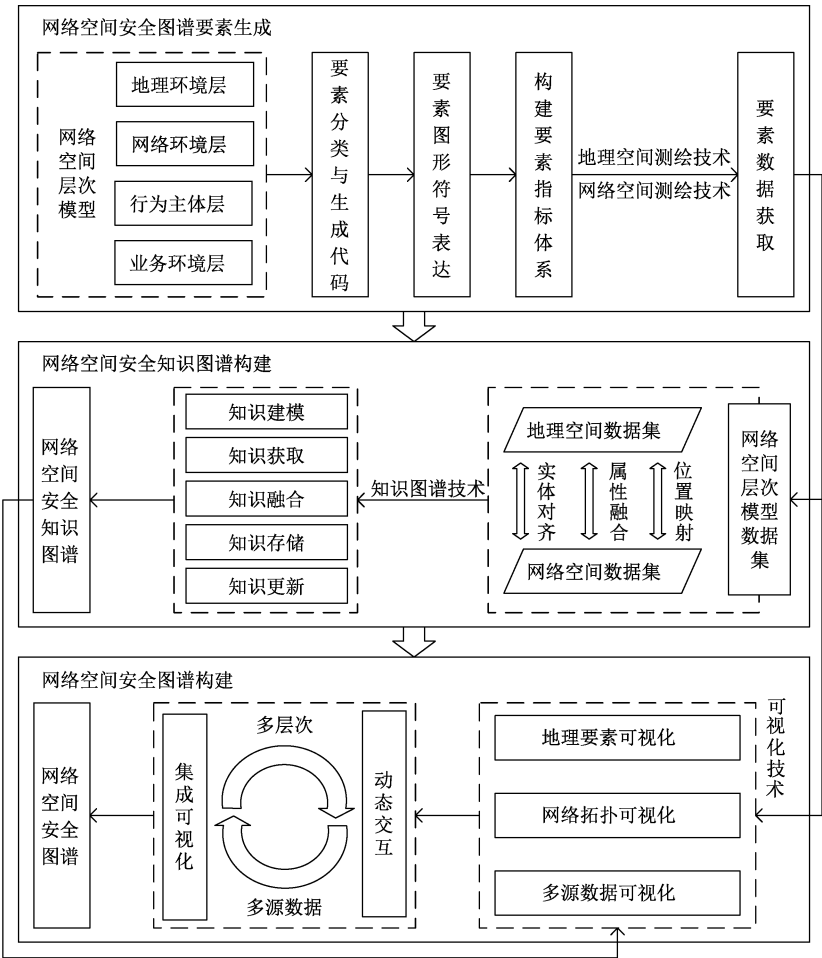 网络空间安全图谱要素生成
网络空间层次模型
地理环境层
网络环境层
行为主体层
业务环境层
要素分类与生成代码
要素图形符号表达
构建要素指标体系
地理空间测绘技术
网络空间测绘技术
要素数据获取
网络空间安全知识图谱构建
网络空间安全知识图谱
知识建模
知识获取
知识融合
知识存储
知识更新
知识图谱技术
地理空间数据集
实体对齐
属性融合
位置映射
网络空间数据集
网络空间层次模型数据集
网络空间安全图谱构建
网络空间安全图谱
集成可视化
多层次
多源数据
动态交互
地理要素可视化
网络拓扑可视化
多源数据可视化
可视化技术